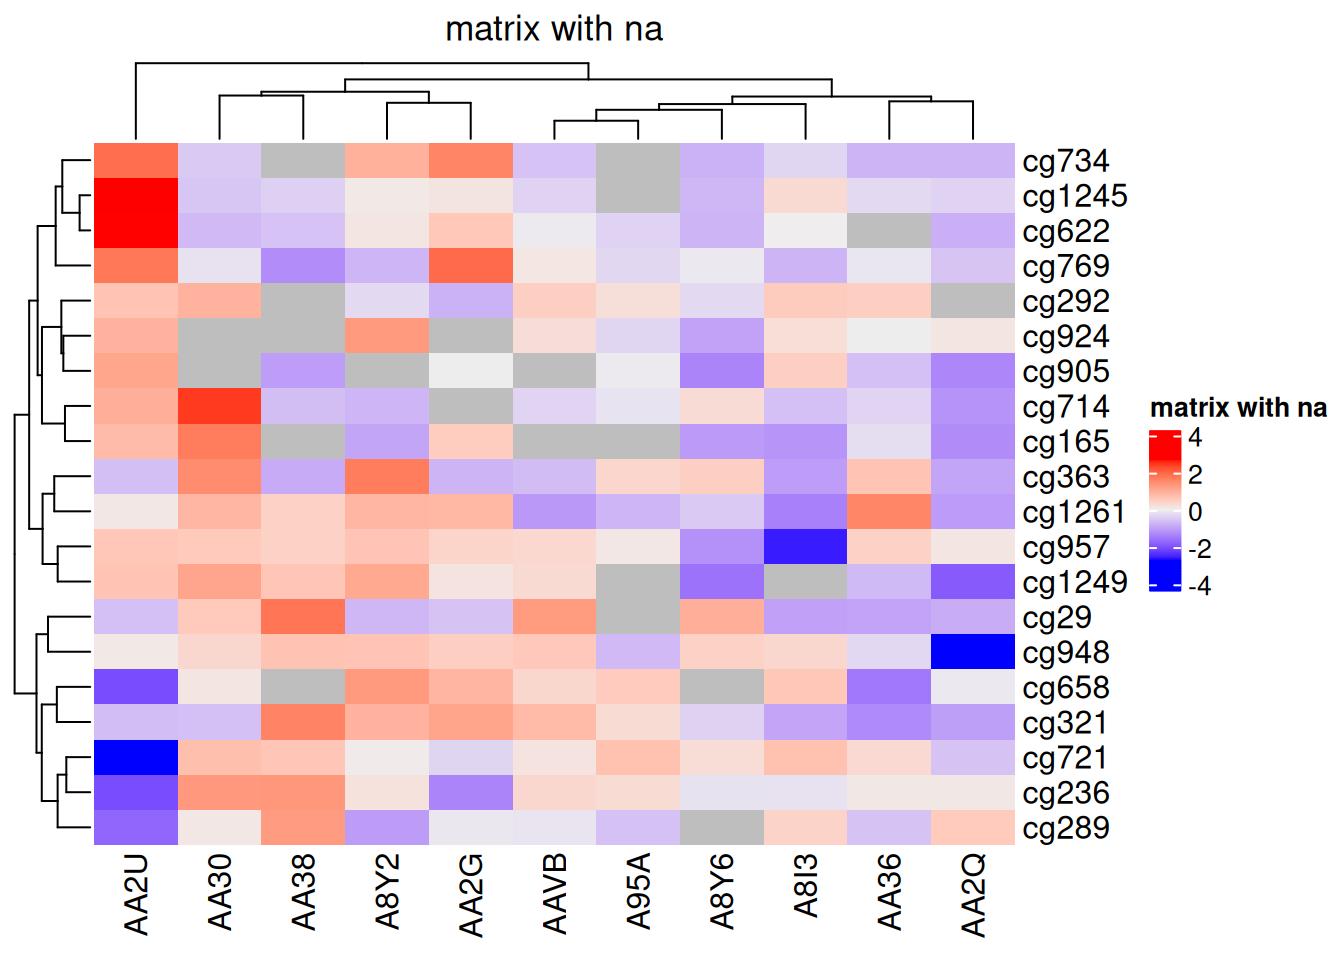 matrix with na
cg734
cg1245
cg622
cg769
cg292
cg924
cg905
cg714
cg165
cg363
cg1261
cg957
cg1249
cg29
cg948
cg658
cg321
cg721
cg236
cg289
AA2U
AA30
AA38
A8Y2
AA2G
AAVB
A95A
A8Y6
A8I3
AA36
AA2Q
matrix with na
4
2
0
-2
-4